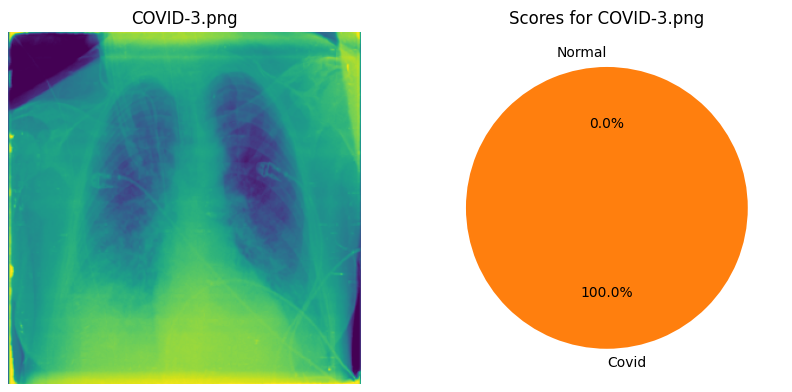 COVID-3.png
Scores for COVID-3.png
Normal
0.0%
100.0%
Covid